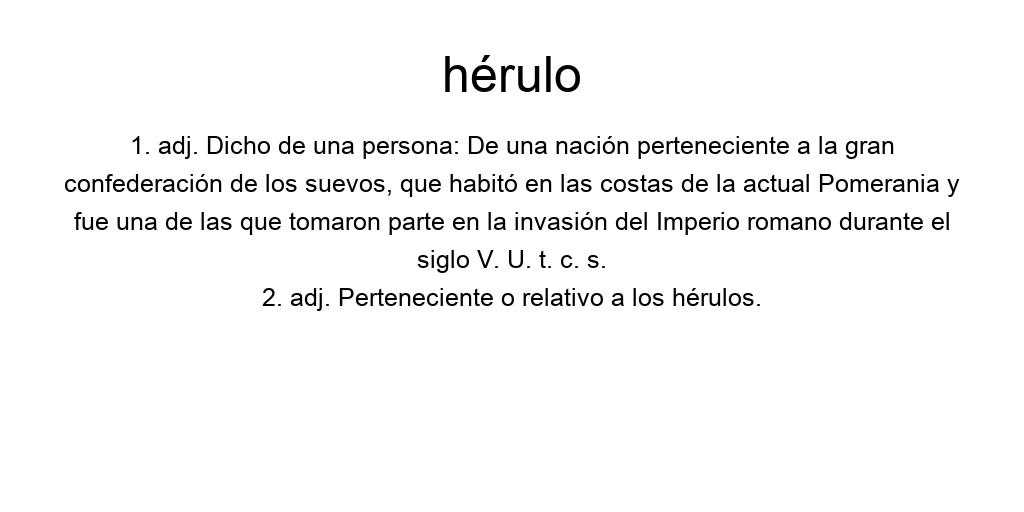 hérulo
1. adj. Dicho de una persona: De una nación perteneciente a la gran
confederación de los suevos, que habitó en las costas de la actual Pomerania y
fue una de las que tomaron parte en la invasión del Imperio romano durante el
siglo V. U. t. c. s.
2. adj. Perteneciente o relativo a los hérulos.